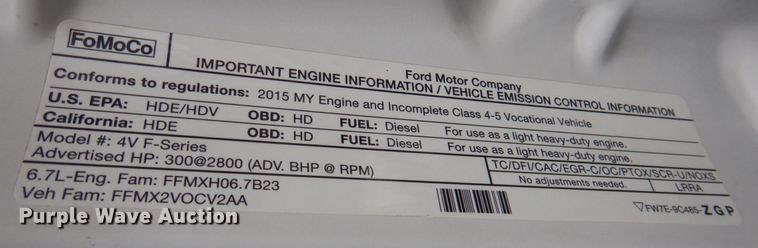 FoMoCo
Ford Motor Company
IMPORTANT ENGINE INFORMATION / VEHICLE EMISSION CONTROL INFORMATION
Conforms to regulations: 2015 MY Engine and Incomplete Class 4-5 Vocational Vehicle
U.S. EPA: HDE/HDV OBD: HD FUEL: Diesel For use as a light heavy-duty engine.
California: HDE OBD: HD FUEL: Diesel For use as a light heavy-duty engine.
Model #: 4V F-Series
Advertised HP: 300@2800 (ADV. BHP @ RPM) TC/DFI/CAC/EGR-C/OC/PTOX/SCR-U/NOXS
6.7L-Eng. Fam: FFMXH06.7B23 No adjustments needed. LRRA
Veh Fam: FFMX2VOCV2AA
FW7E-9C485-ZGP
Purple Wave Auction